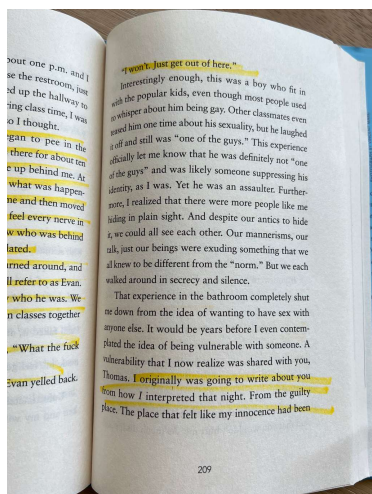 bout one p.m. and I
se the restroom, just
ed up the hallway to
ring class time, I was
o I thought.
gan to pee in the
there for about ten
e up behind me. At
what was happen-
me and then moved
feel every nerve in
w who was behind
lated.
urned around, and
ll refer to as Evan.
who he was. We
n classes together
"What the fuck
Evan yelled back.
"I won't. Just get out of here."
Interestingly enough, this was a boy who fit in
with the popular kids, even though most people used
to whisper about him being gay. Other classmates even
teased him one time about his sexuality, but he laughed
it off and still was "one of the guys." This experience
officially let me know that he was definitely not "one
of the guys" and was likely someone suppressing his
identity, as I was. Yet he was an assaulter. Further-
more, I realized that there were more people like me
hiding in plain sight. And despite our antics to hide
it, we could all see each other. Our mannerisms, our
talk, just our beings were exuding something that we
all knew to be different from the "norm." But we each
walked around in secrecy and silence.
That experience in the bathroom completely shut
me down from the idea of wanting to have sex with
anyone else. It would be years before I even contem-
plated the idea of being vulnerable with someone. A
vulnerability that I now realize was shared with you,
Thomas. I originally was going to write about you
from how I interpreted that night. From the guilty
place. The place that felt like my innocence had been
209